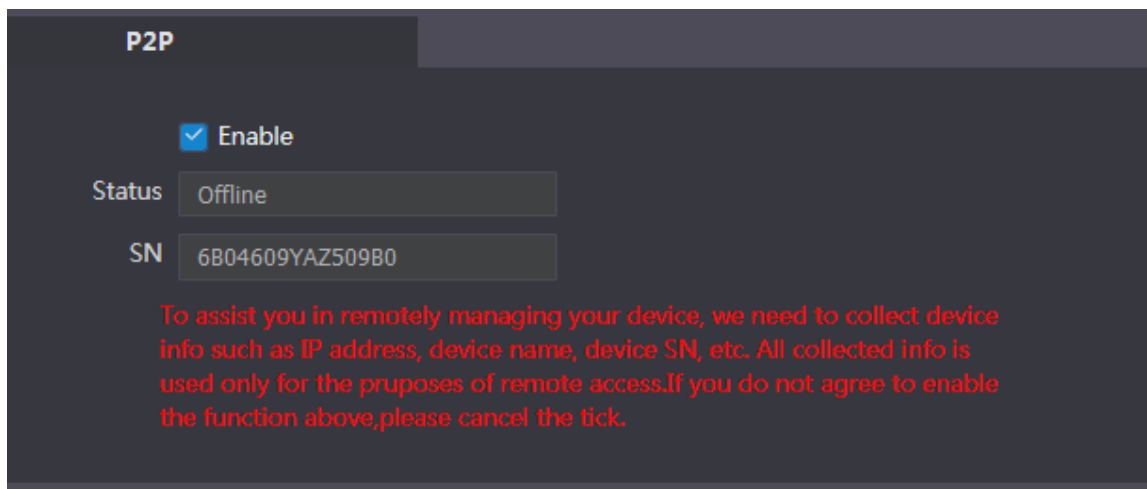 P2P
Enable
Status Offline
SN 6B04609YAZ509B0
To assist you in remotely managing your device, we need to collect device
info such as IP address, device name, device SN, etc. All collected info is
used only for the pruposes of remote access.If you do not agree to enable
the function above,please cancel the tick.